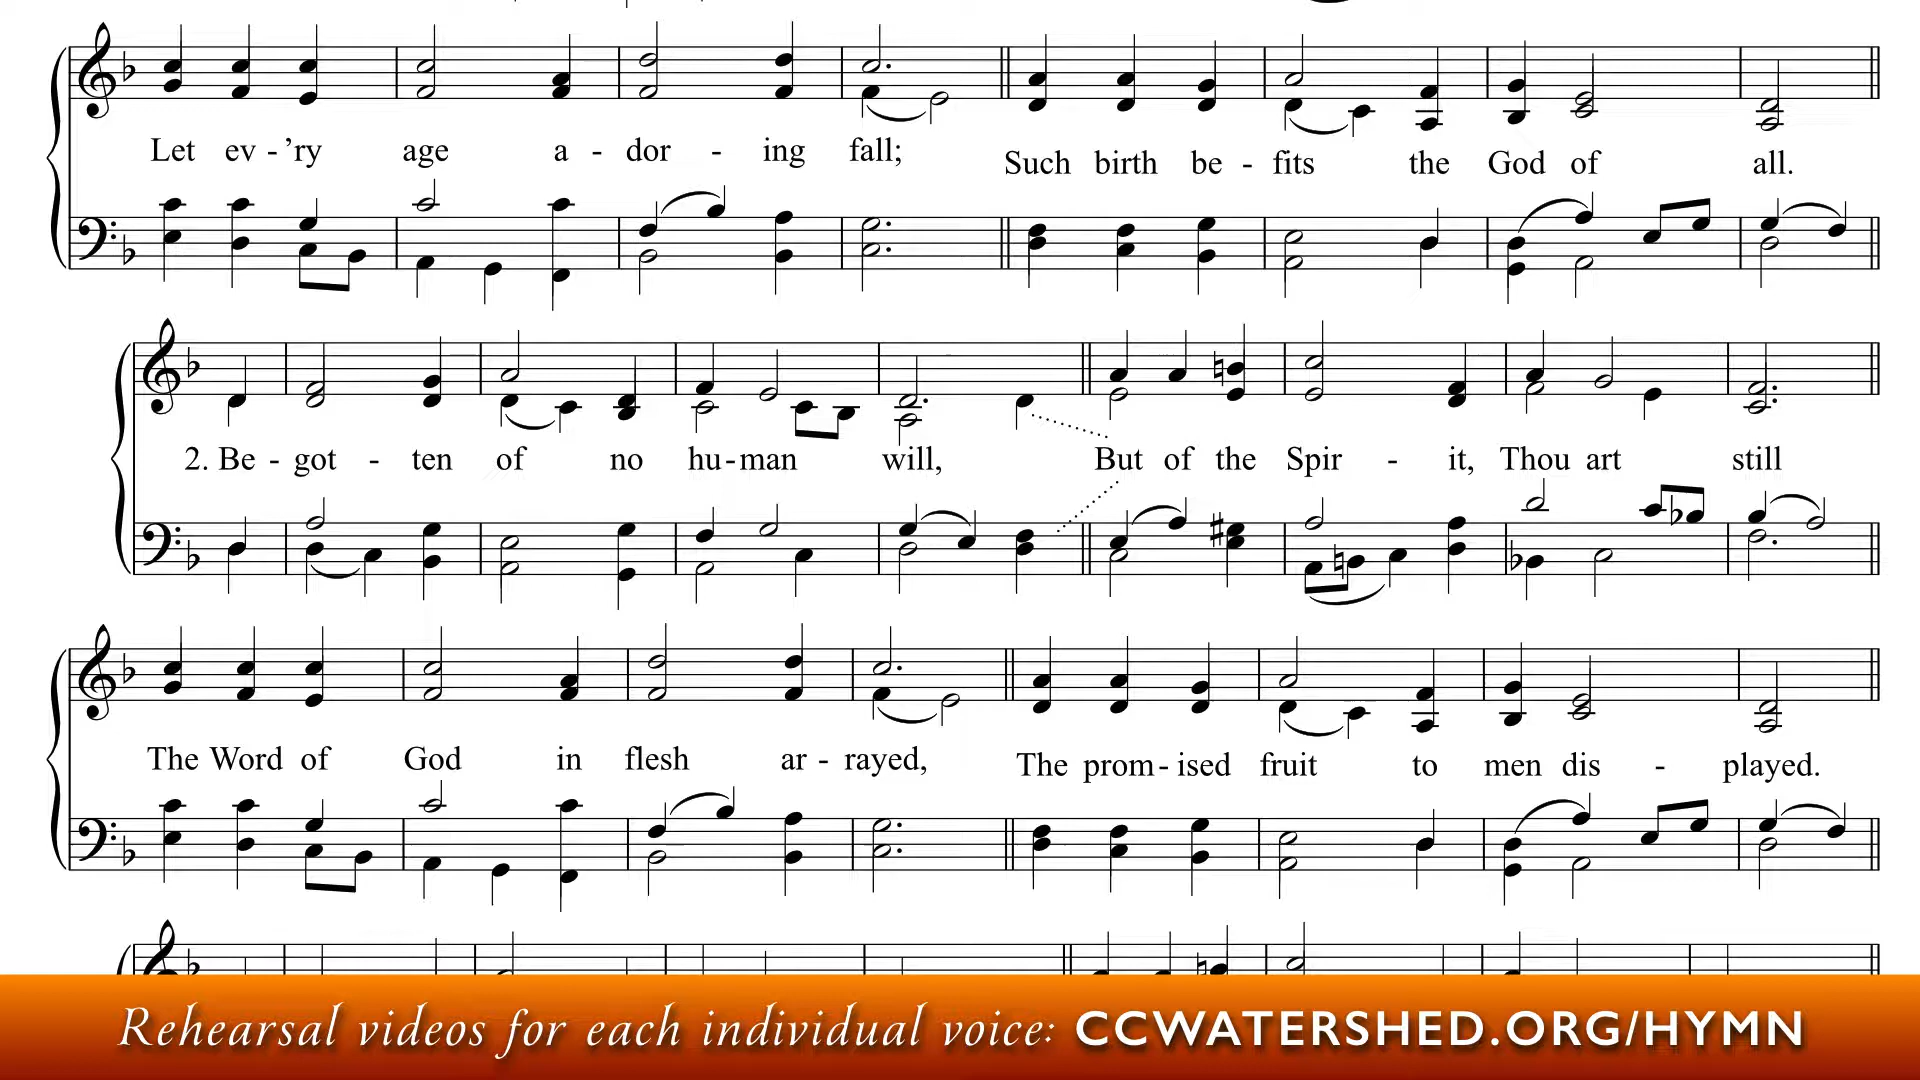 Let ev - ’ry age a - dor - ing fall; Such birth be - fits the God of all.
2. Be - got - ten of no hu - man will, But of the Spir - it, Thou art still
The Word of God in flesh ar - rayed, The prom - ised fruit to men dis - played.
Rehearsal videos for each individual voice: CCWATERSHED.ORG/HYMN